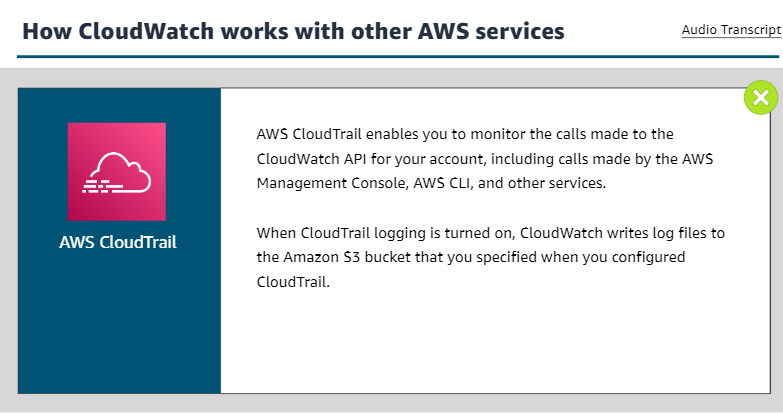 How CloudWatch works with other AWS services
Audio Transcript
AWS CloudTrail
AWS CloudTrail enables you to monitor the calls made to the
CloudWatch API for your account, including calls made by the AWS
Management Console, AWS CLI, and other services.
When CloudTrail logging is turned on, CloudWatch writes log files to
the Amazon S3 bucket that you specified when you configured
CloudTrail.